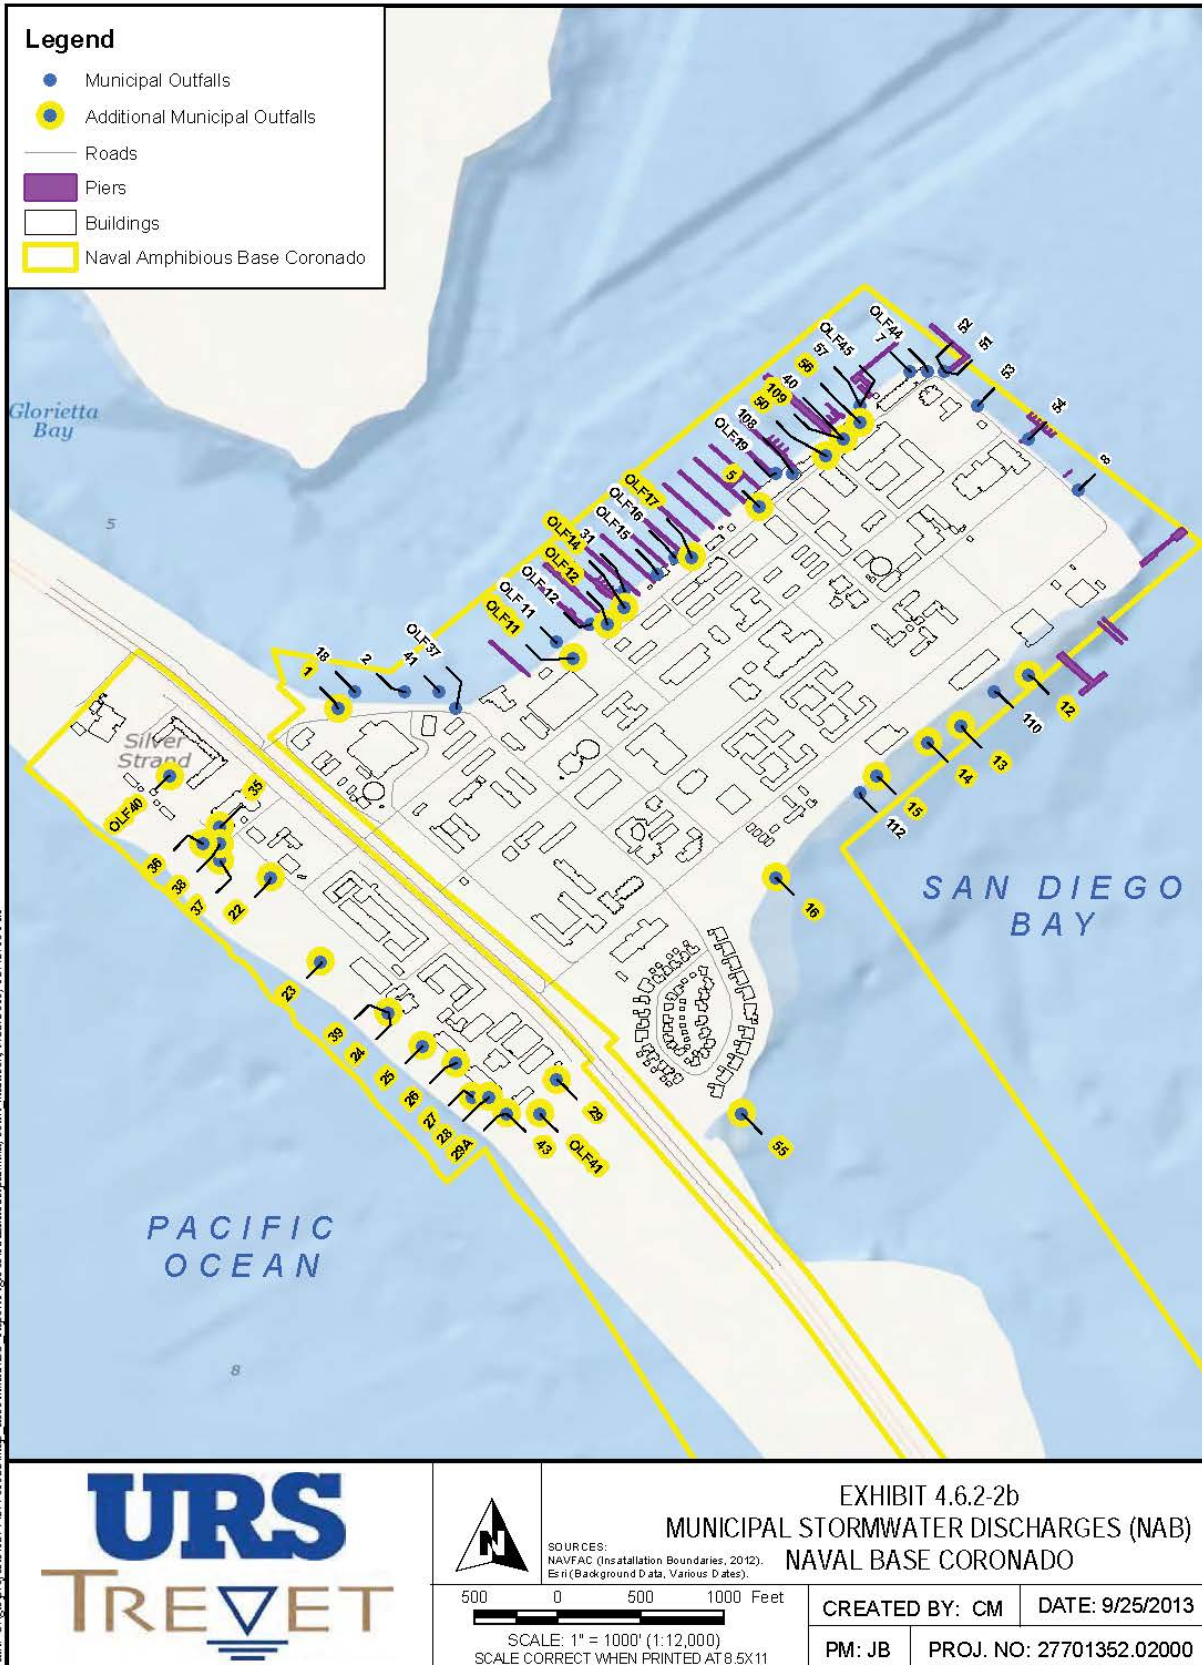 Legend
Municipal Outfalls
Additional Municipal Outfalls
Roads
Piers
Buildings
Naval Amphibious Base Coronado
Glorietta
Bay
5
OLF44
7
OLF45
57
56
40
109
50
108
OLF19
5
OLF17
OLF16
OLF15
31
OLF14
OLF12
OLF-12
OLF-11
OLF11
OLF37
41
2
18
1
52
51
53
54
8
12
110
13
14
15
112
16
55
Silver
Strand
OLF40
35
36
38
37
22
23
39
24
25
26
27
28
29A
43
OLF41
29
SAN DIEGO
BAY
PACIFIC
OCEAN
8
URS
TREVET
N
SOURCES:
NAVFAC (Insatallation Boundaries, 2012).
Esri (Background Data, Various Dates).
EXHIBIT 4.6.2-2b
MUNICIPAL STORMWATER DISCHARGES (NAB)
NAVAL BASE CORONADO
500 0 500 1000 Feet
SCALE: 1" = 1000' (1:12,000)
SCALE CORRECT WHEN PRINTED AT 8.5X11
CREATED BY: CM
DATE: 9/25/2013
PM: JB
PROJ. NO: 27701352.02000